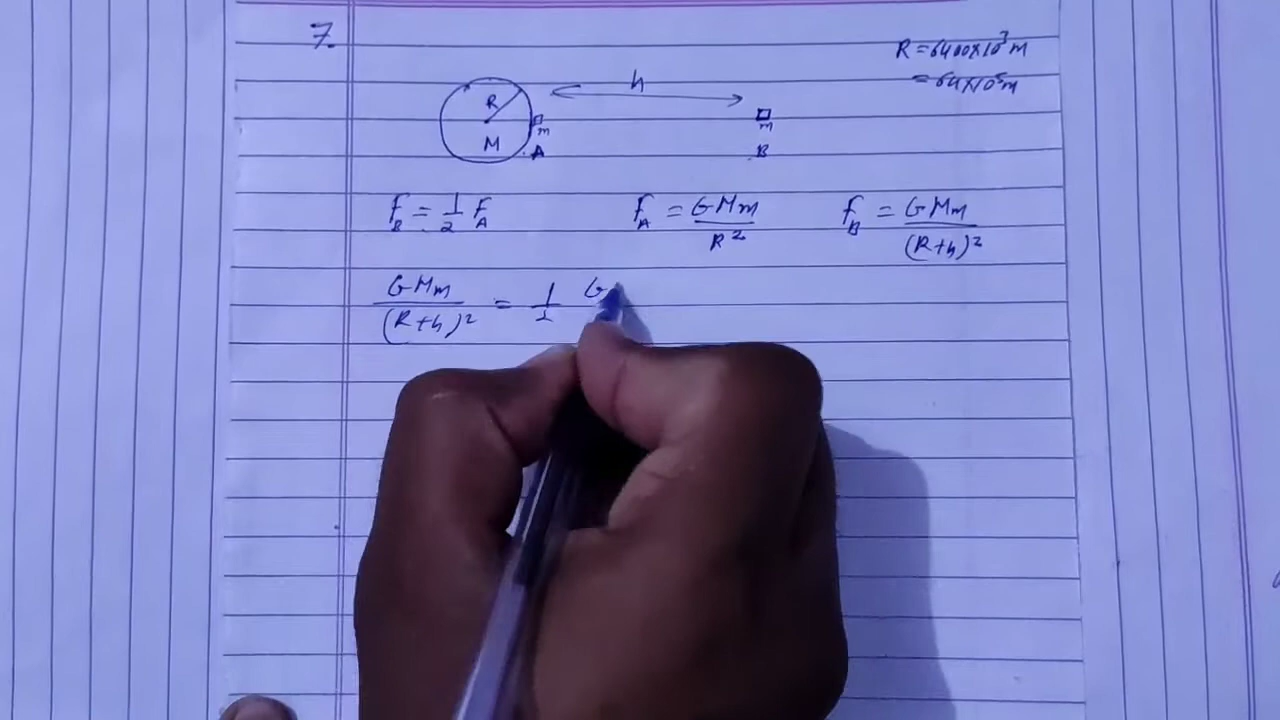 7.
R = 6400×10³ m
= 64×10⁵ m
h
R
M
m
A
m
B
F_B = 1/2 F_A
F_A = GMm/R²
F_B = GMm/(R+h)²
GMm/(R+h)² = 1/2 G